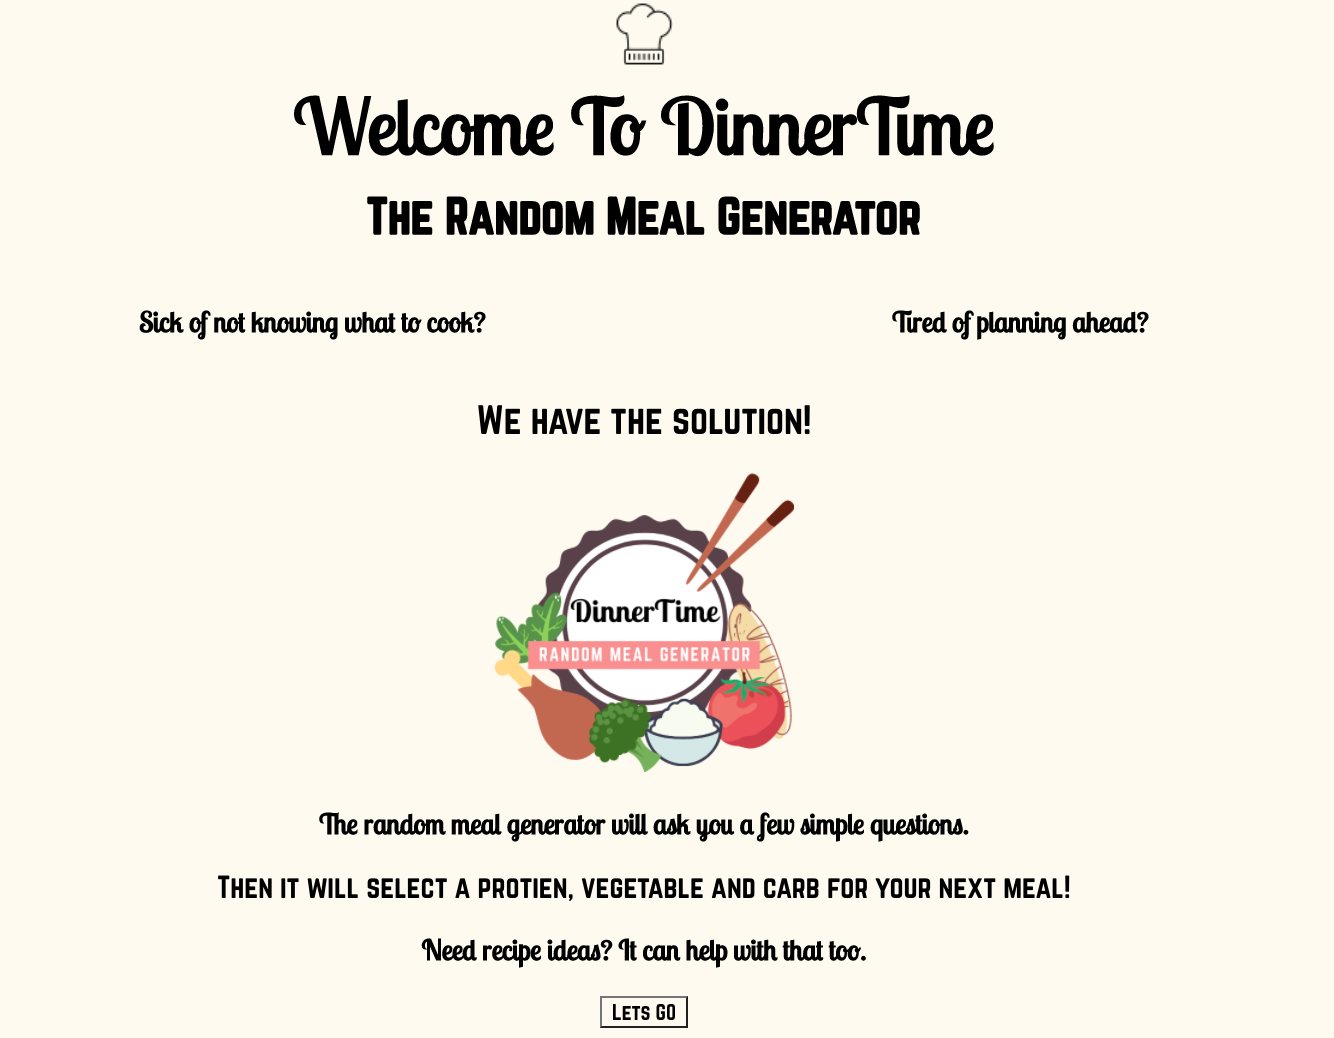 Welcome To DinnerTime
The Random Meal Generator
Sick of not knowing what to cook?
Tired of planning ahead?
We have the solution!
DinnerTime
RANDOM MEAL GENERATOR
The random meal generator will ask you a few simple questions.
Then it will select a protien, vegetable and carb for your next meal!
Need recipe ideas? It can help with that too.
Lets GO